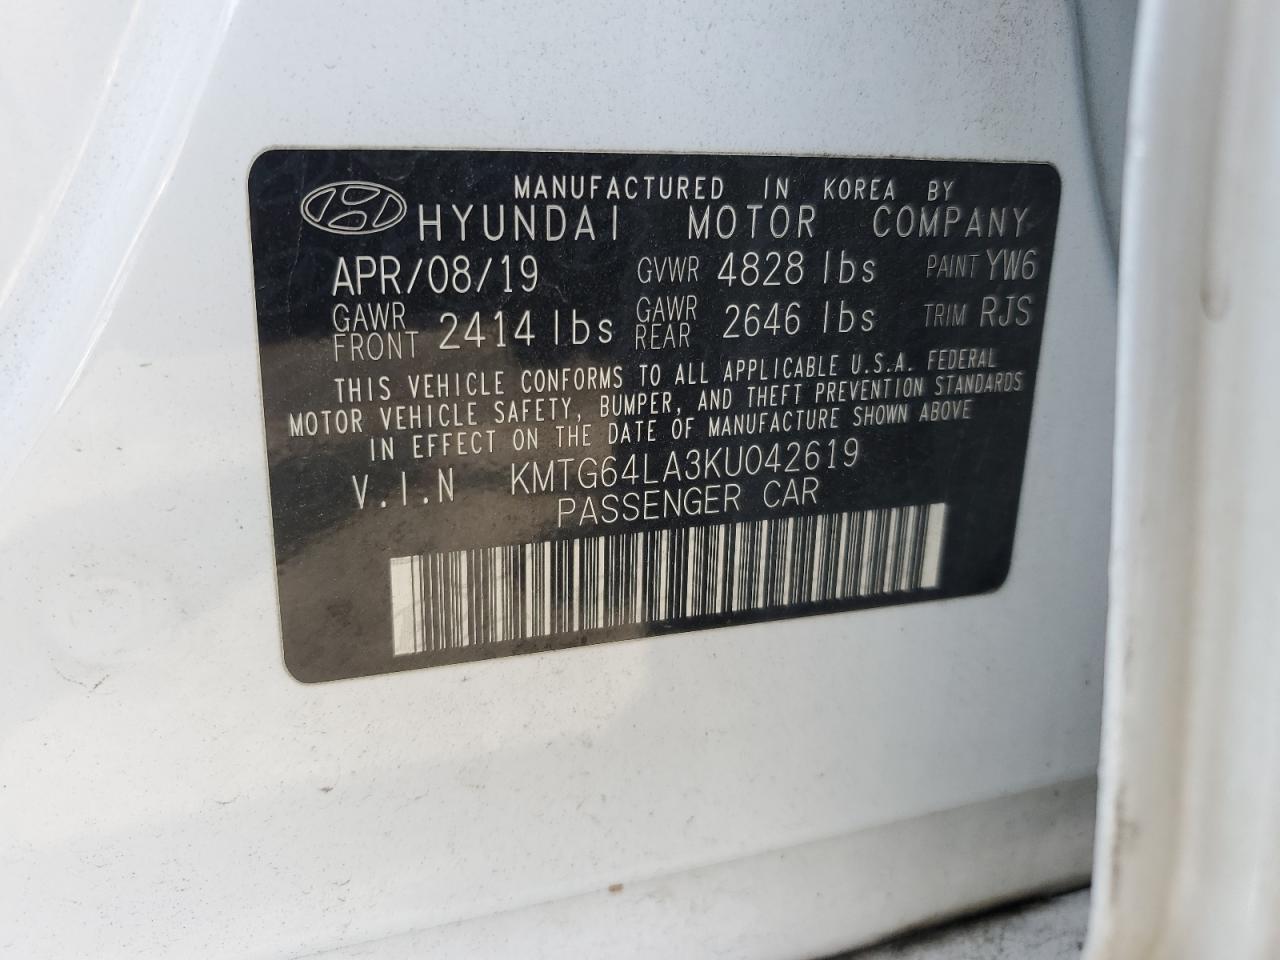 MANUFACTURED IN KOREA BY
HYUNDAI MOTOR COMPANY
APR/08/19 GVWR 4828 lbs PAINT YW6
GAWR FRONT 2414 lbs GAWR REAR 2646 lbs TRIM RJS
THIS VEHICLE CONFORMS TO ALL APPLICABLE U.S.A. FEDERAL
MOTOR VEHICLE SAFETY, BUMPER, AND THEFT PREVENTION STANDARDS
IN EFFECT ON THE DATE OF MANUFACTURE SHOWN ABOVE
V.I.N KMTG64LA3KU042619
PASSENGER CAR